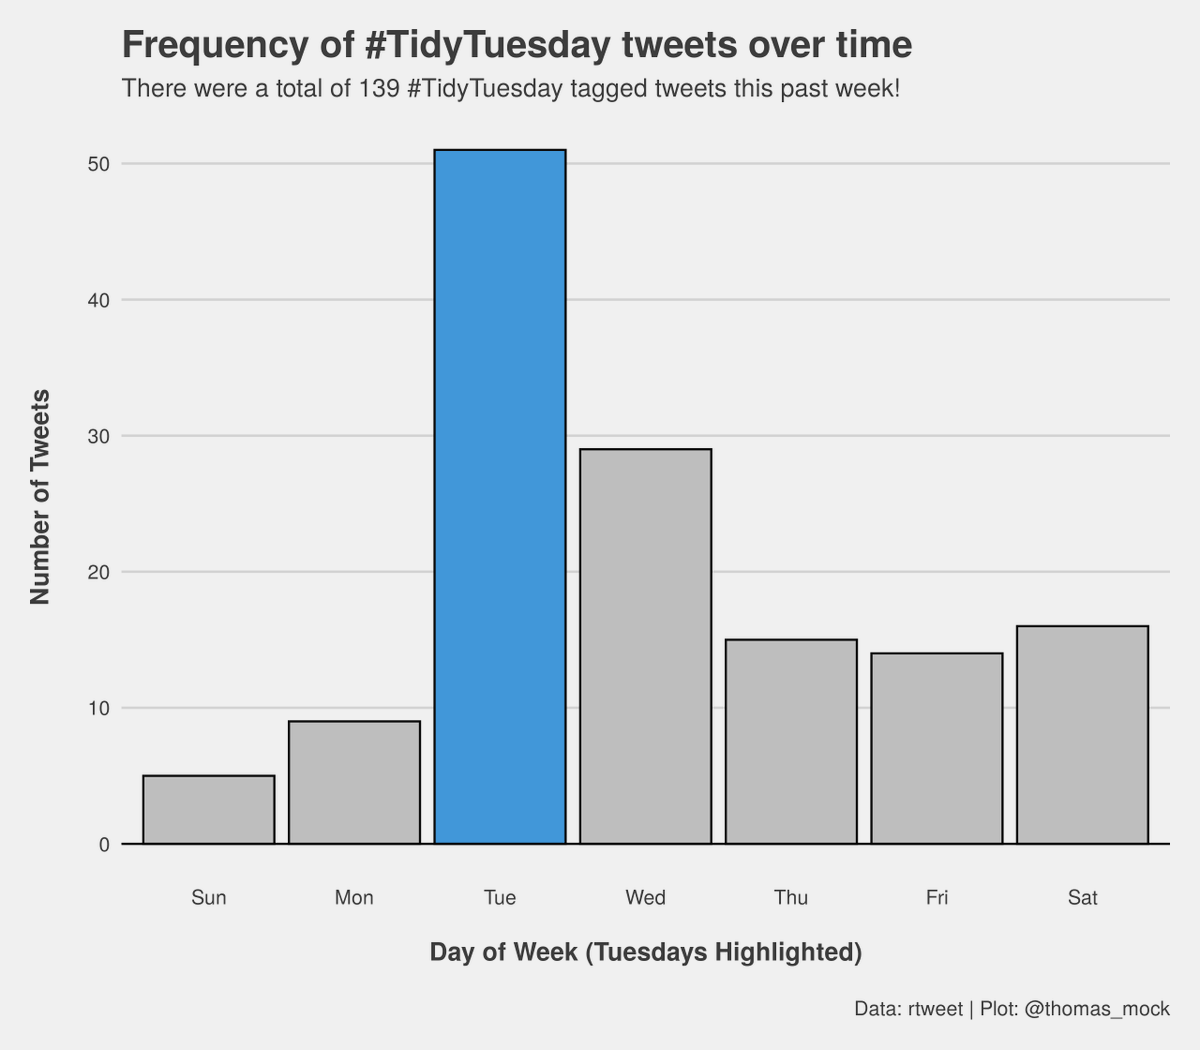 Frequency of #TidyTuesday tweets over time
There were a total of 139 #TidyTuesday tagged tweets this past week!
Number of Tweets
50
40
30
20
10
0
Sun Mon Tue Wed Thu Fri Sat
Day of Week (Tuesdays Highlighted)
Data: rtweet | Plot: @thomas_mock